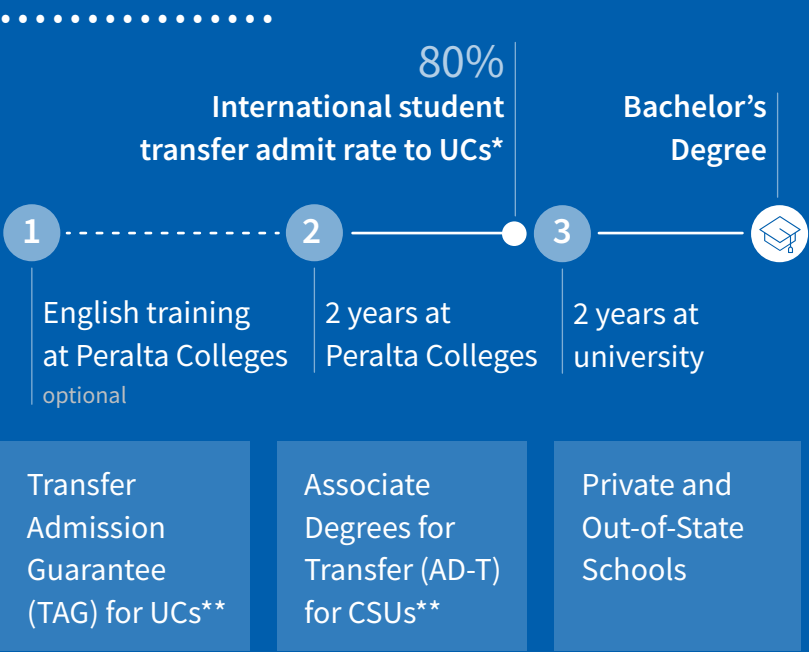 80%
International student
transfer admit rate to UCs*
Bachelor's
Degree
1
2
3
English training
at Peralta Colleges
optional
2 years at
Peralta Colleges
2 years at
university
Transfer
Admission
Guarantee
(TAG) for UCs**
Associate
Degrees for
Transfer (AD-T)
for CSUs**
Private and
Out-of-State
Schools